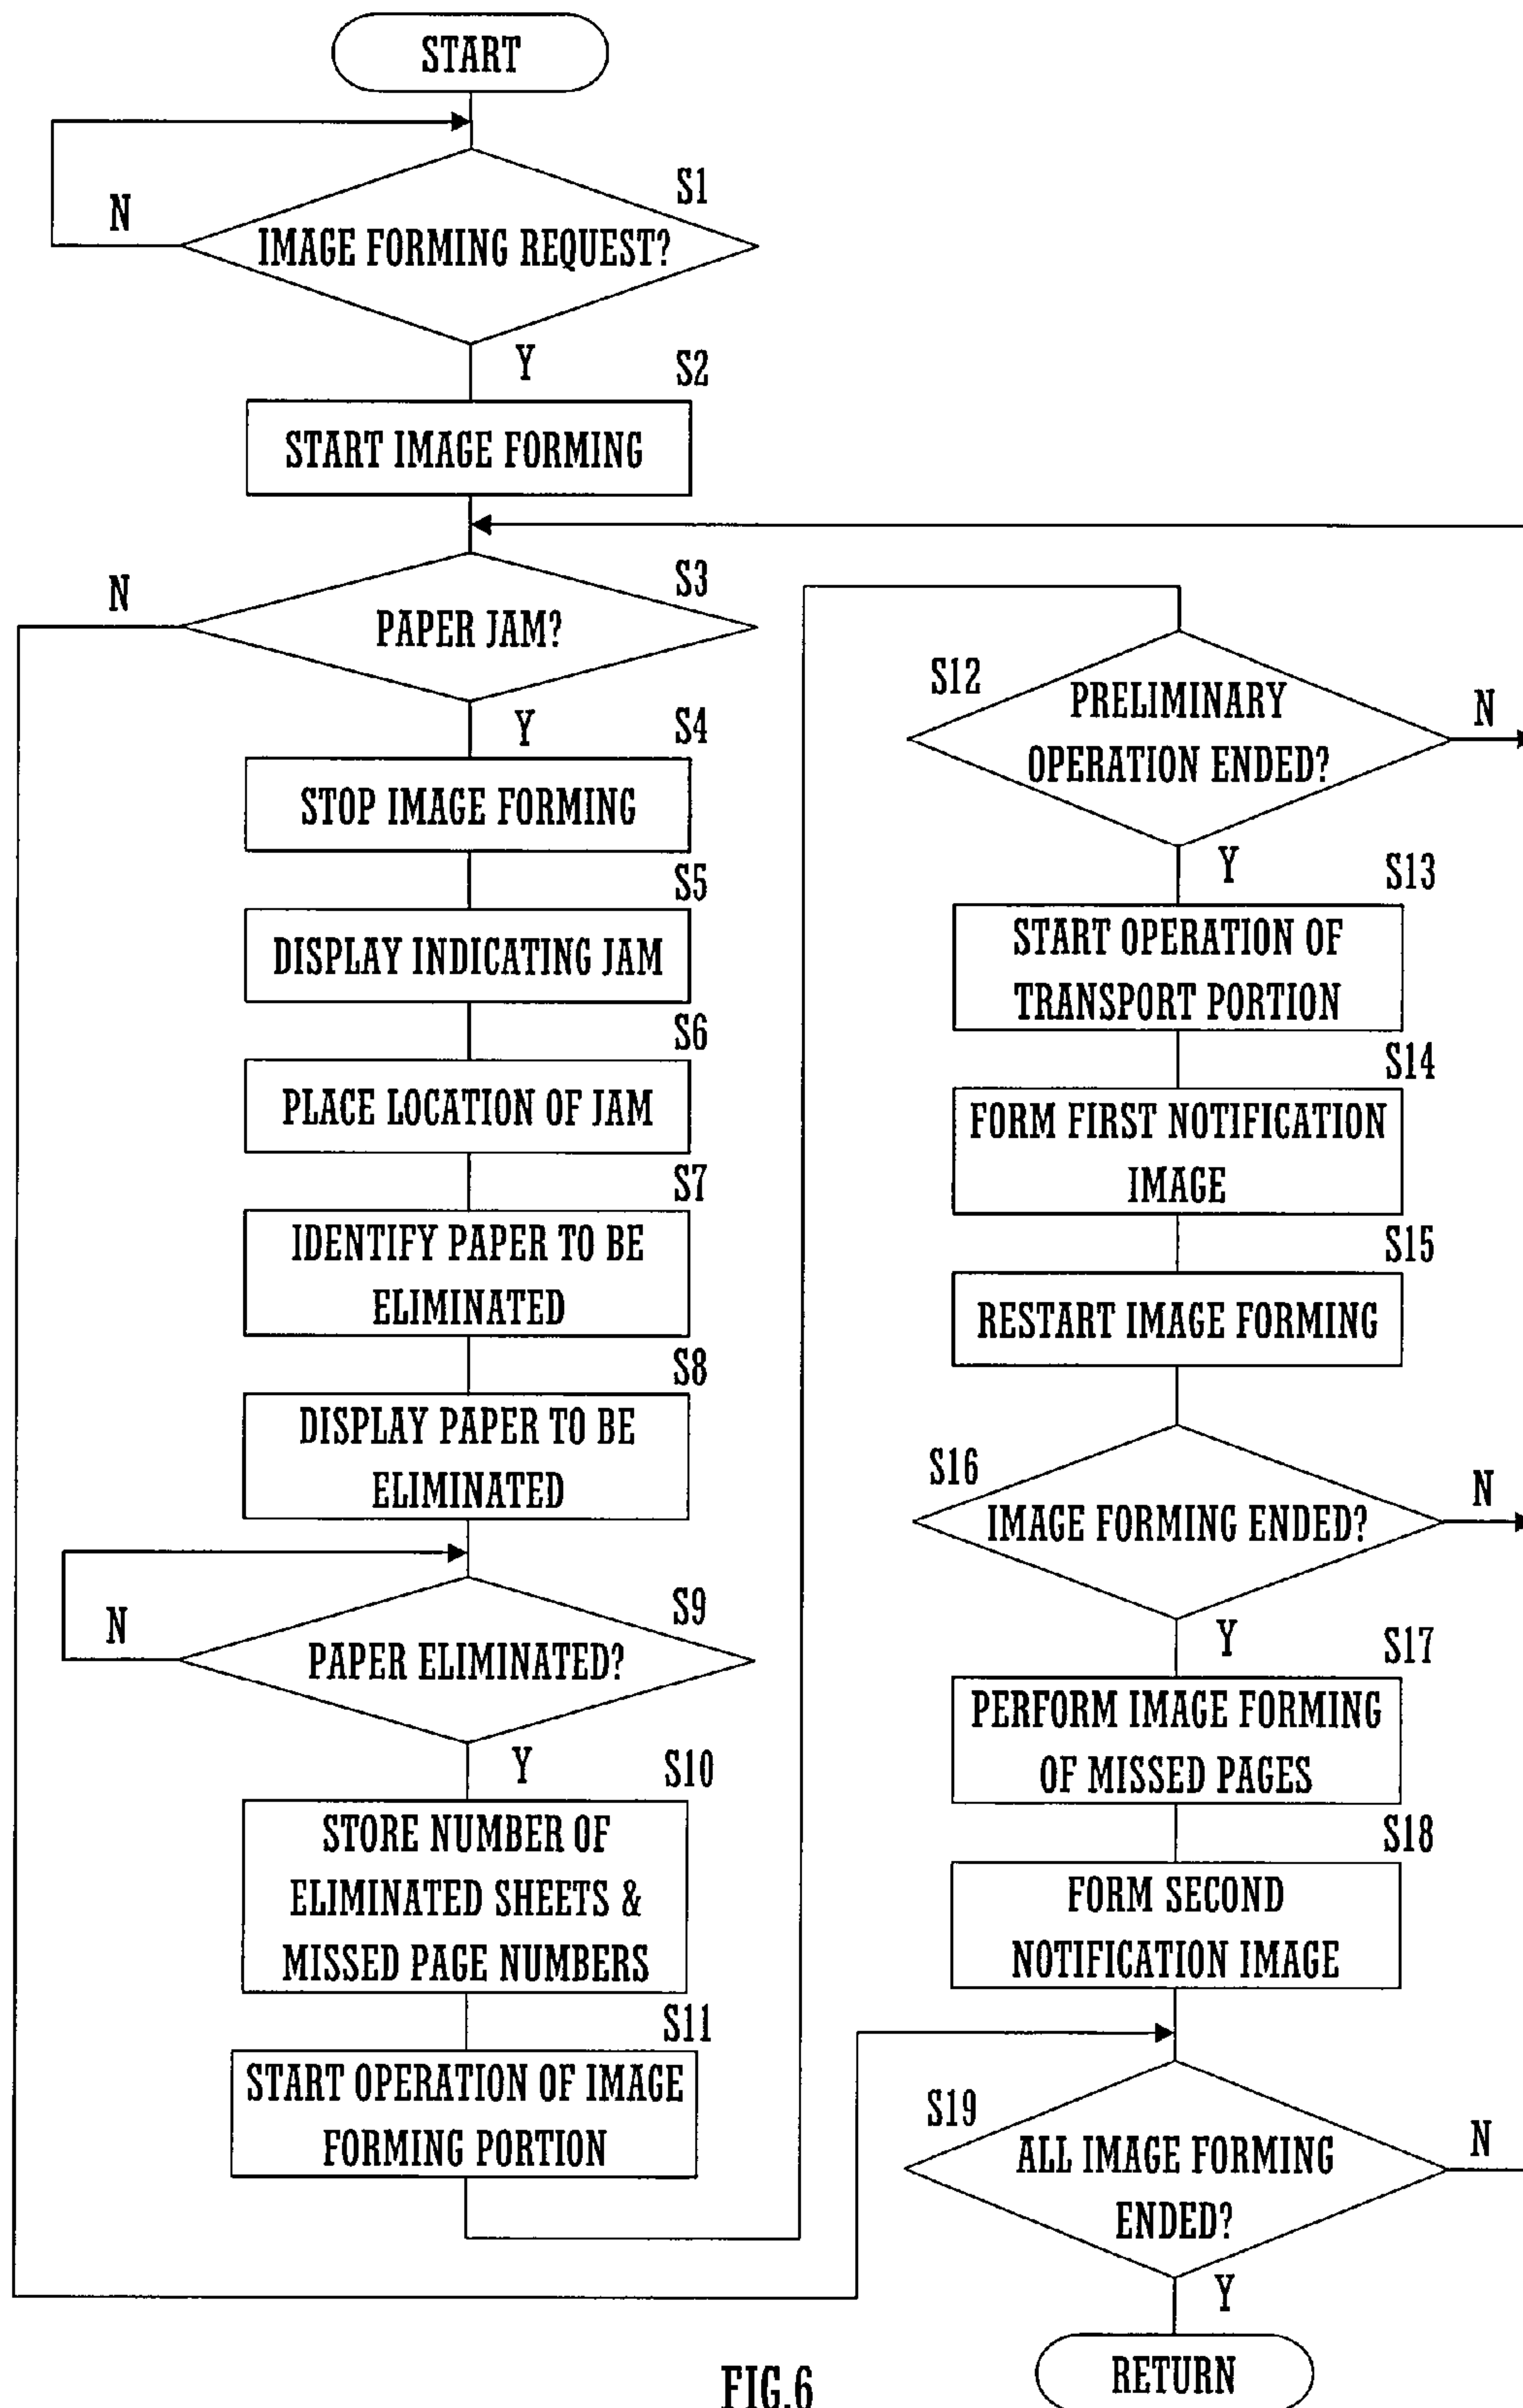 START
S1
N
IMAGE FORMING REQUEST?
Y
S2
START IMAGE FORMING
N
S3
PAPER JAM?
Y
S4
STOP IMAGE FORMING
S5
DISPLAY INDICATING JAM
S6
PLACE LOCATION OF JAM
S7
IDENTIFY PAPER TO BE
ELIMINATED
S8
DISPLAY PAPER TO BE
ELIMINATED
S9
N
PAPER ELIMINATED?
Y
S10
STORE NUMBER OF
ELIMINATED SHEETS &
MISSED PAGE NUMBERS
S11
START OPERATION OF IMAGE
FORMING PORTION
S12
PRELIMINARY
OPERATION ENDED?
N
Y
S13
START OPERATION OF
TRANSPORT PORTION
S14
FORM FIRST NOTIFICATION
IMAGE
S15
RESTART IMAGE FORMING
S16
IMAGE FORMING ENDED?
N
Y
S17
PERFORM IMAGE FORMING
OF MISSED PAGES
S18
FORM SECOND
NOTIFICATION IMAGE
S19
ALL IMAGE FORMING
ENDED?
N
Y
RETURN
FIG.6